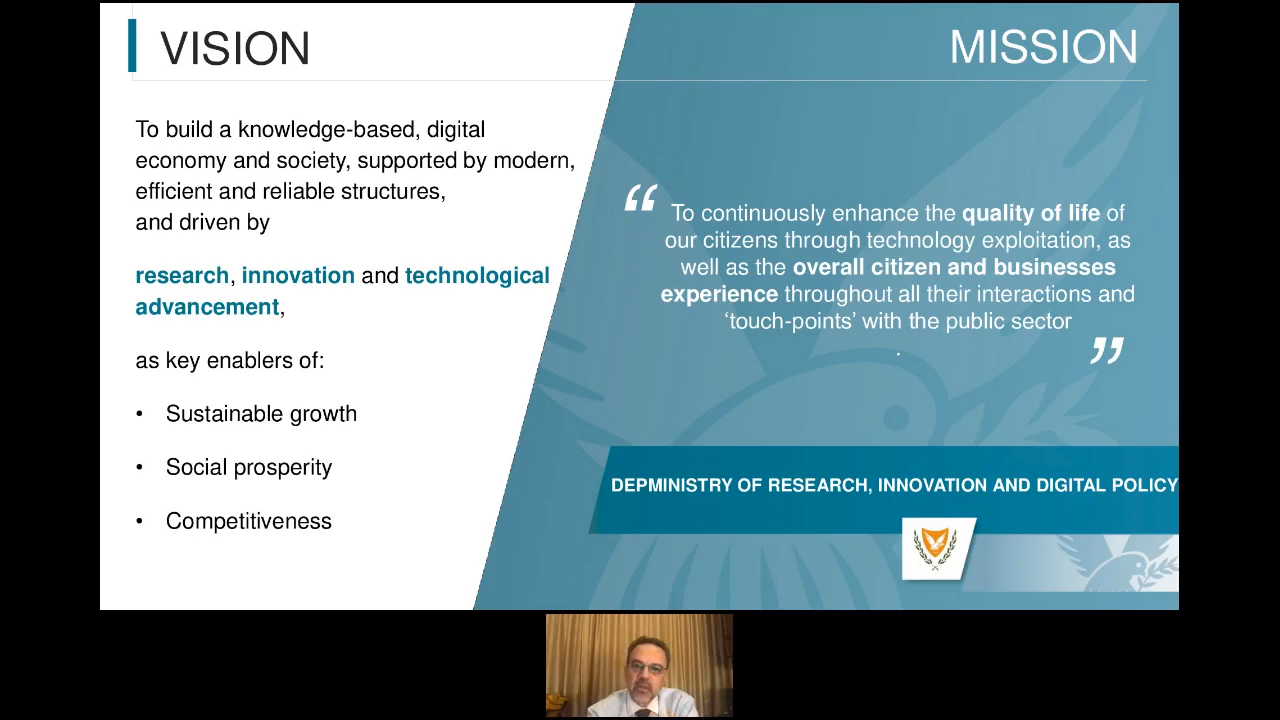 VISION
To build a knowledge-based, digital
economy and society, supported by modern,
efficient and reliable structures,
and driven by
research, innovation and technological
advancement,
as key enablers of:
• Sustainable growth
• Social prosperity
• Competitiveness
MISSION
“
To continuously enhance the quality of life of
our citizens through technology exploitation, as
well as the overall citizen and businesses
experience throughout all their interactions and
‘touch-points’ with the public sector
.
”
DEPMINISTRY OF RESEARCH, INNOVATION AND DIGITAL POLICY